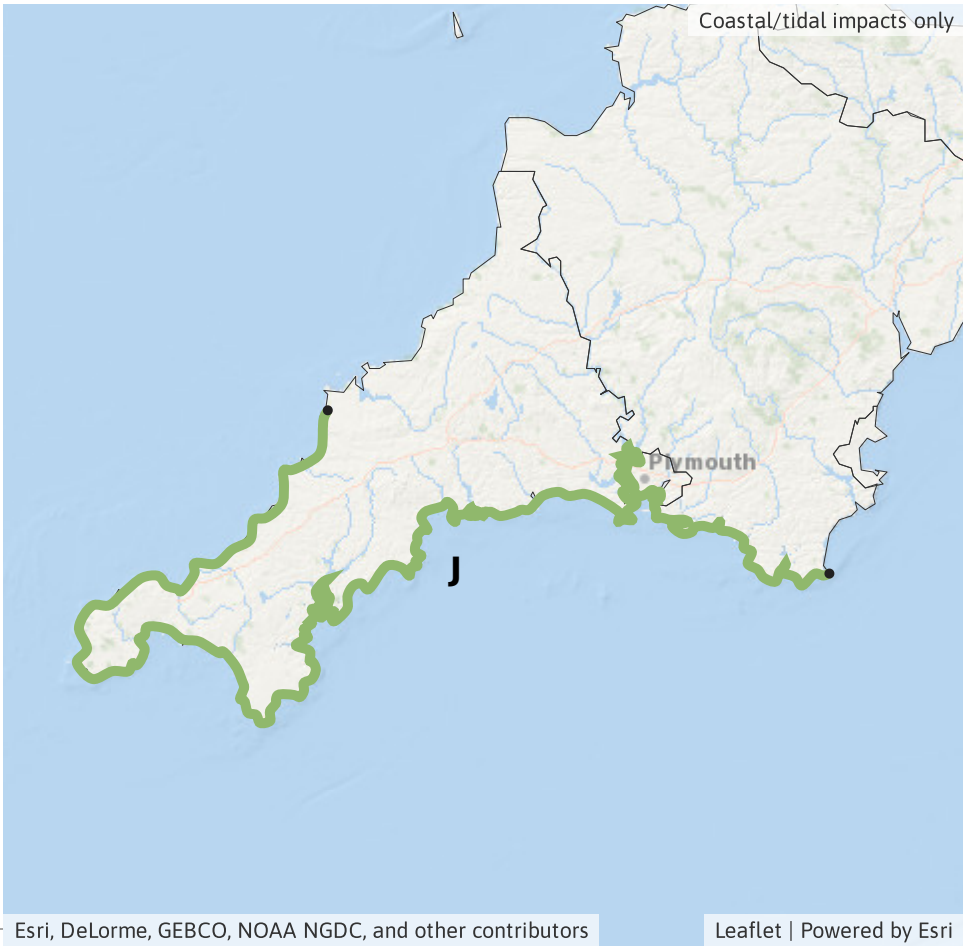 Coastal/tidal impacts only
Plymouth
J
Esri, DeLorme, GEBCO, NOAA NGDC, and other contributors
Leaflet | Powered by Esri